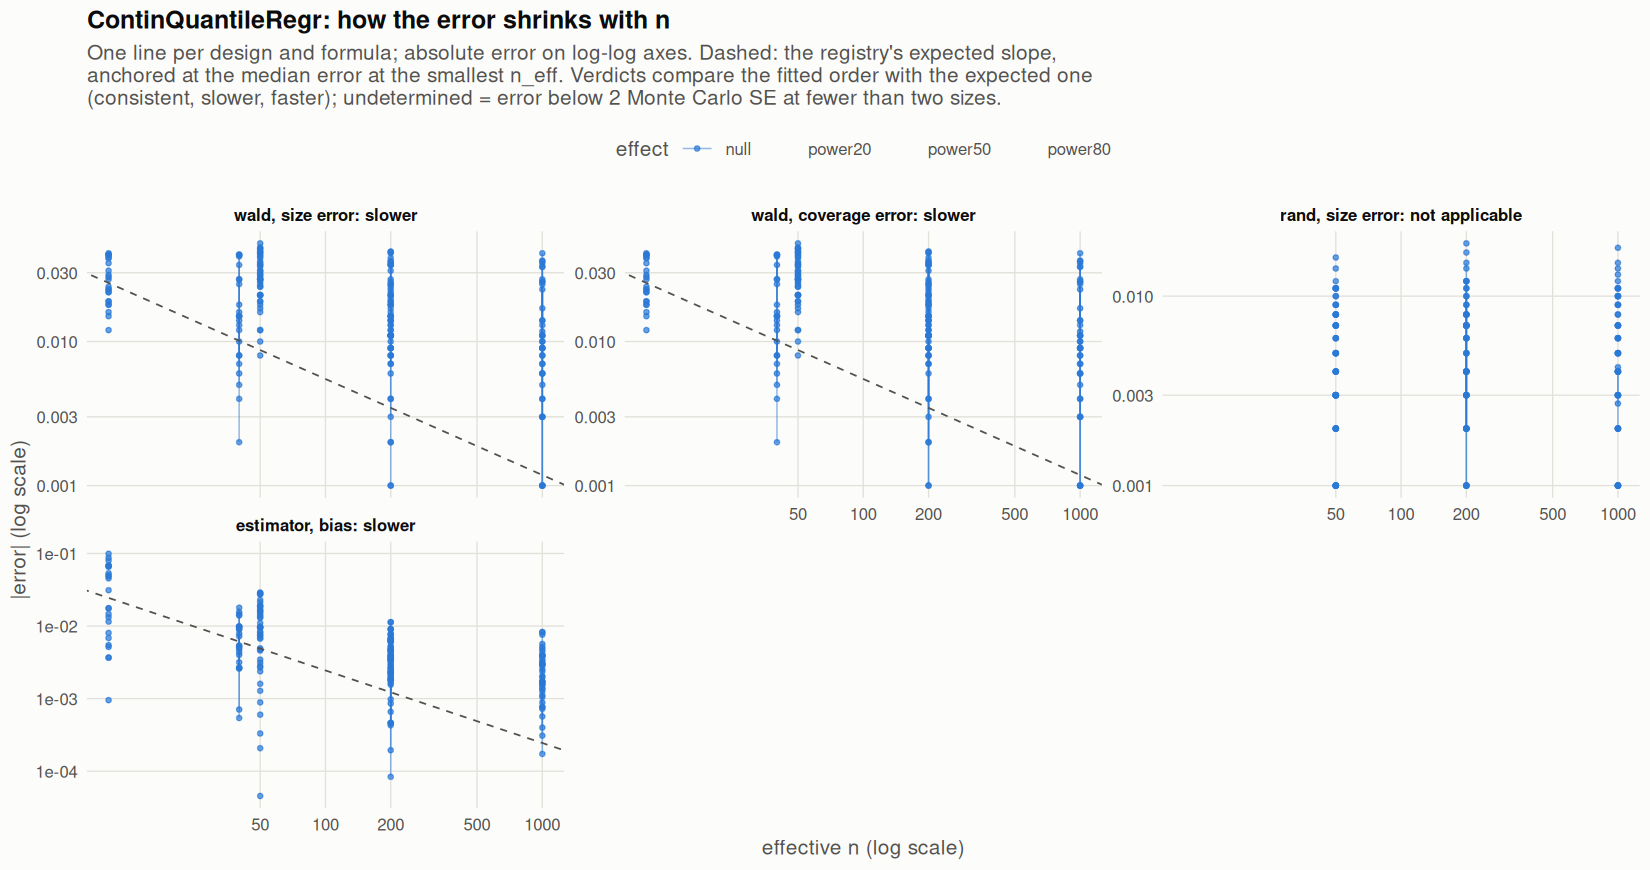 ContinQuantileRegr: how the error shrinks with n
One line per design and formula; absolute error on log-log axes. Dashed: the registry's expected slope,
anchored at the median error at the smallest n_eff. Verdicts compare the fitted order with the expected one
(consistent, slower, faster); undetermined = error below 2 Monte Carlo SE at fewer than two sizes.
effect null power20 power50 power80
wald, size error: slower
0.030
0.010
0.003
0.001
wald, coverage error: slower
0.030
0.010
0.003
0.001
50 100 200 500 1000
rand, size error: not applicable
0.010
0.003
0.001
50 100 200 500 1000
estimator, bias: slower
1e-01
1e-02
1e-03
1e-04
50 100 200 500 1000
|error| (log scale)
effective n (log scale)